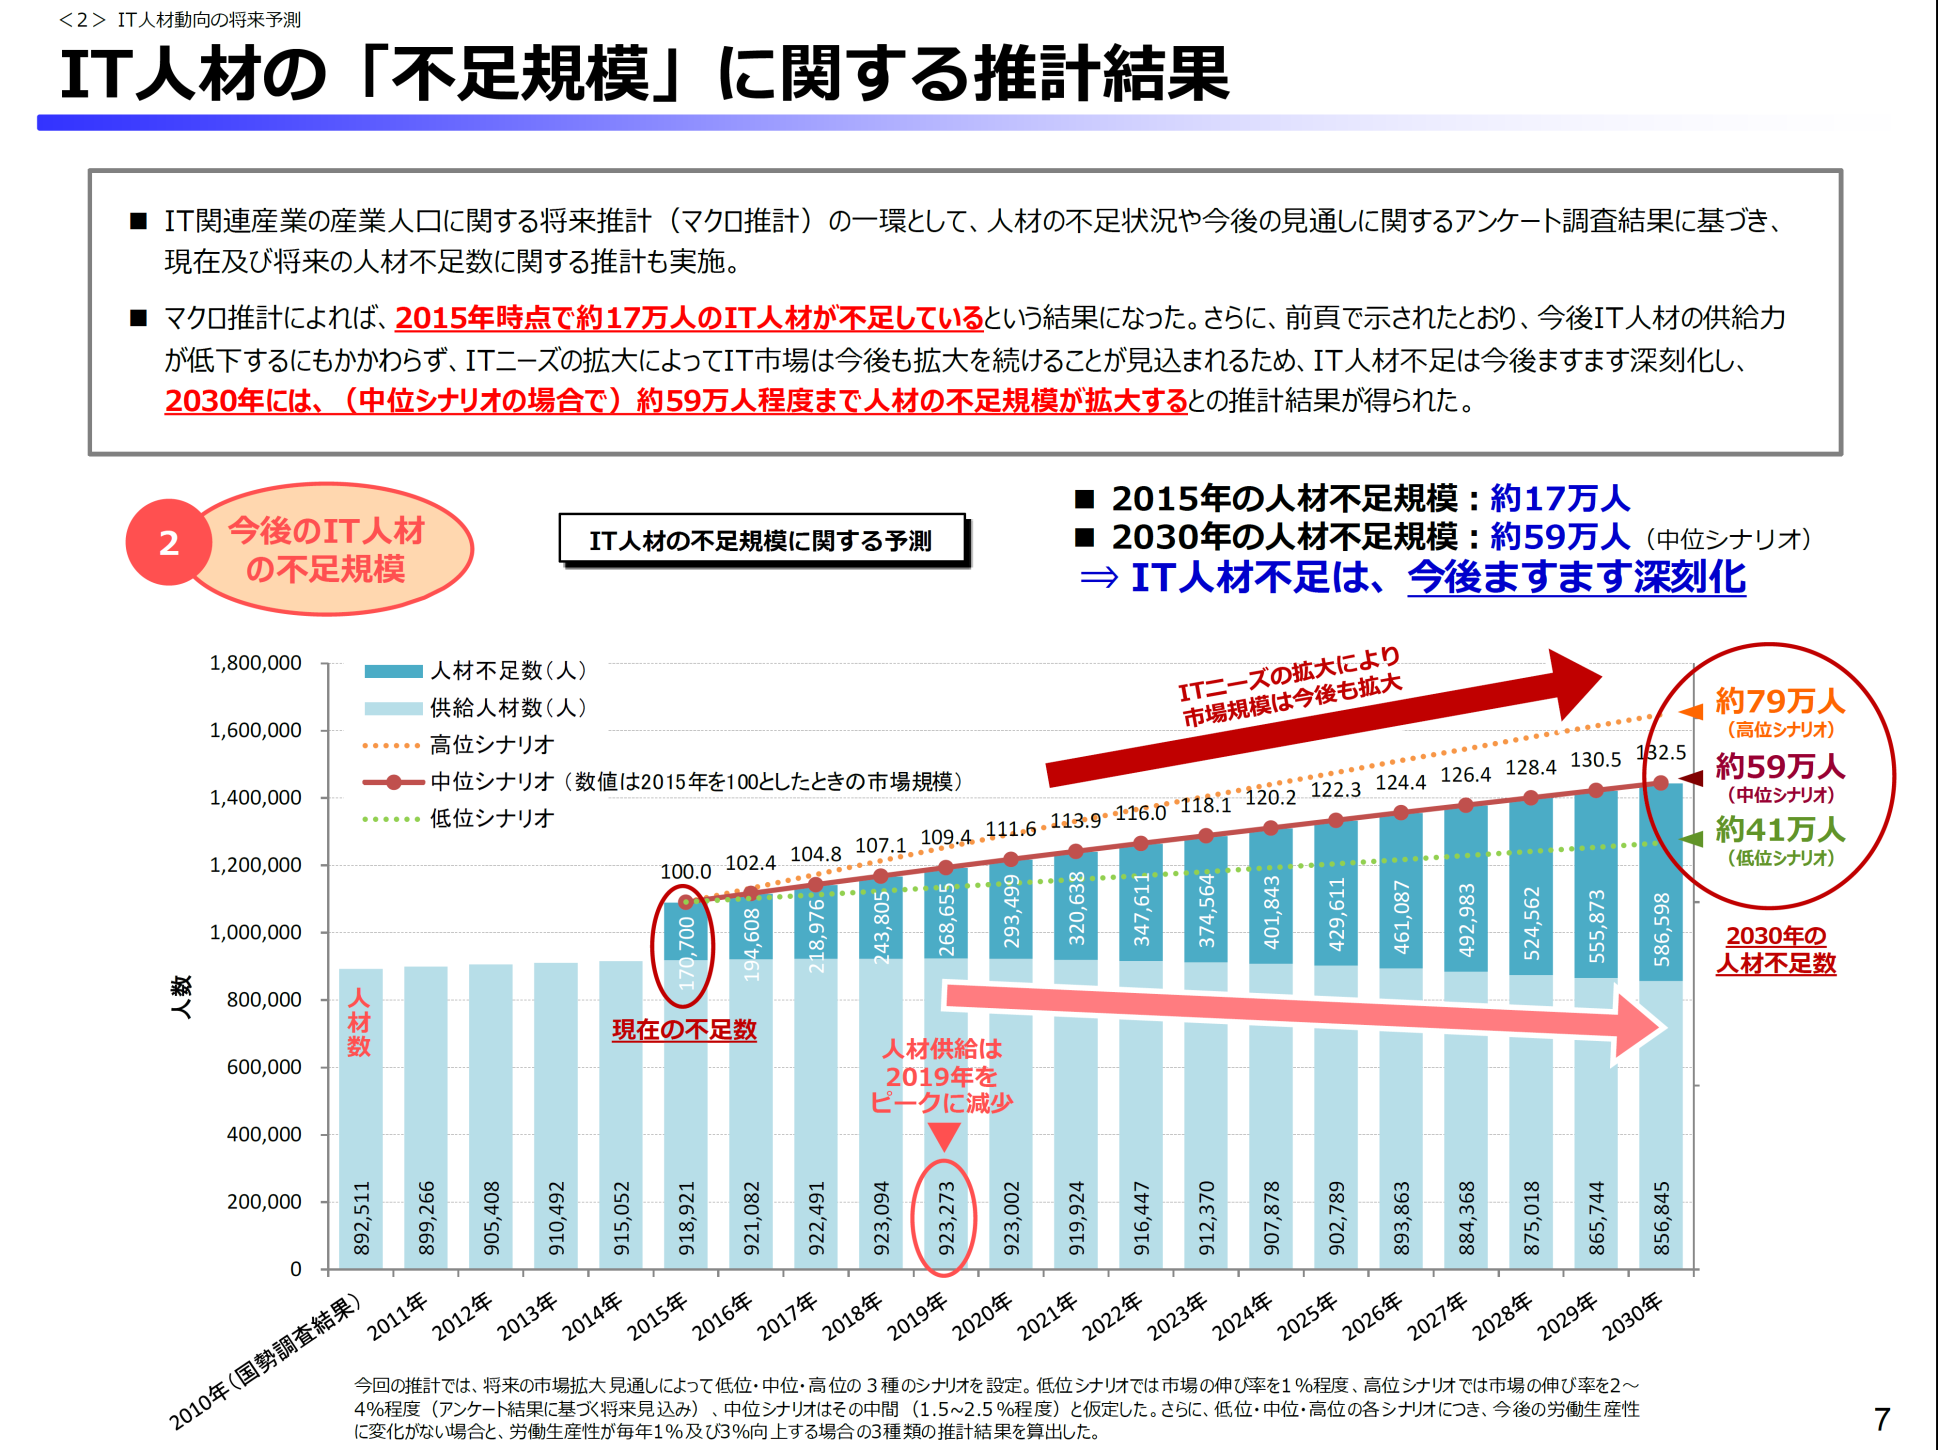 ＜2＞ IT人材動向の将来予測
IT人材の「不足規模」に関する推計結果
■ IT関連産業の産業人口に関する将来推計（マクロ推計）の一環として、人材の不足状況や今後の見通しに関するアンケート調査結果に基づき、
現在及び将来の人材不足数に関する推計も実施。
■ マクロ推計によれば、2015年時点で約17万人のIT人材が不足しているという結果になった。さらに、前頁で示されたとおり、今後IT人材の供給力
が低下するにもかかわらず、ITニーズの拡大によってIT市場は今後も拡大を続けることが見込まれるため、IT人材不足は今後ますます深刻化し、
2030年には、（中位シナリオの場合で）約59万人程度まで人材の不足規模が拡大するとの推計結果が得られた。
2
今後のIT人材
の不足規模
IT人材の不足規模に関する予測
■ 2015年の人材不足規模：約17万人
■ 2030年の人材不足規模：約59万人（中位シナリオ）
⇒ IT人材不足は、今後ますます深刻化
人材不足数（人）
供給人材数（人）
高位シナリオ
中位シナリオ（数値は2015年を100としたときの市場規模）
低位シナリオ
ITニーズの拡大により
市場規模は今後も拡大
約79万人
（高位シナリオ）
約59万人
（中位シナリオ）
約41万人
（低位シナリオ）
2030年の
人材不足数
1,800,000
1,600,000
1,400,000
1,200,000
1,000,000
800,000
600,000
400,000
200,000
0
人数
100.0 102.4 104.8 107.1 109.4 111.6 113.9 116.0 118.1 120.2 122.3 124.4 126.4 128.4 130.5 132.5
170,700 194,608 218,976 243,805 268,655 293,499 320,638 347,611 374,564 401,843 429,611 461,087 492,983 524,562 555,873 586,598
人材数
現在の不足数
人材供給は
2019年を
ピークに減少
892,511 899,266 905,408 910,492 915,052 918,921 921,082 922,491 923,094 923,273 923,002 919,924 916,447 912,370 907,878 902,789 893,863 884,368 875,018 865,744 856,845
2010年（国勢調査結果） 2011年 2012年 2013年 2014年 2015年 2016年 2017年 2018年 2019年 2020年 2021年 2022年 2023年 2024年 2025年 2026年 2027年 2028年 2029年 2030年
今回の推計では、将来の市場拡大見通しによって低位・中位・高位の３種のシナリオを設定。低位シナリオでは市場の伸び率を1％程度、高位シナリオでは市場の伸び率を2～
4％程度（アンケート結果に基づく将来見込み）、中位シナリオはその中間（1.5~2.5％程度）と仮定した。さらに、低位・中位・高位の各シナリオにつき、今後の労働生産性
に変化がない場合と、労働生産性が毎年1％及び3％向上する場合の3種類の推計結果を算出した。
7